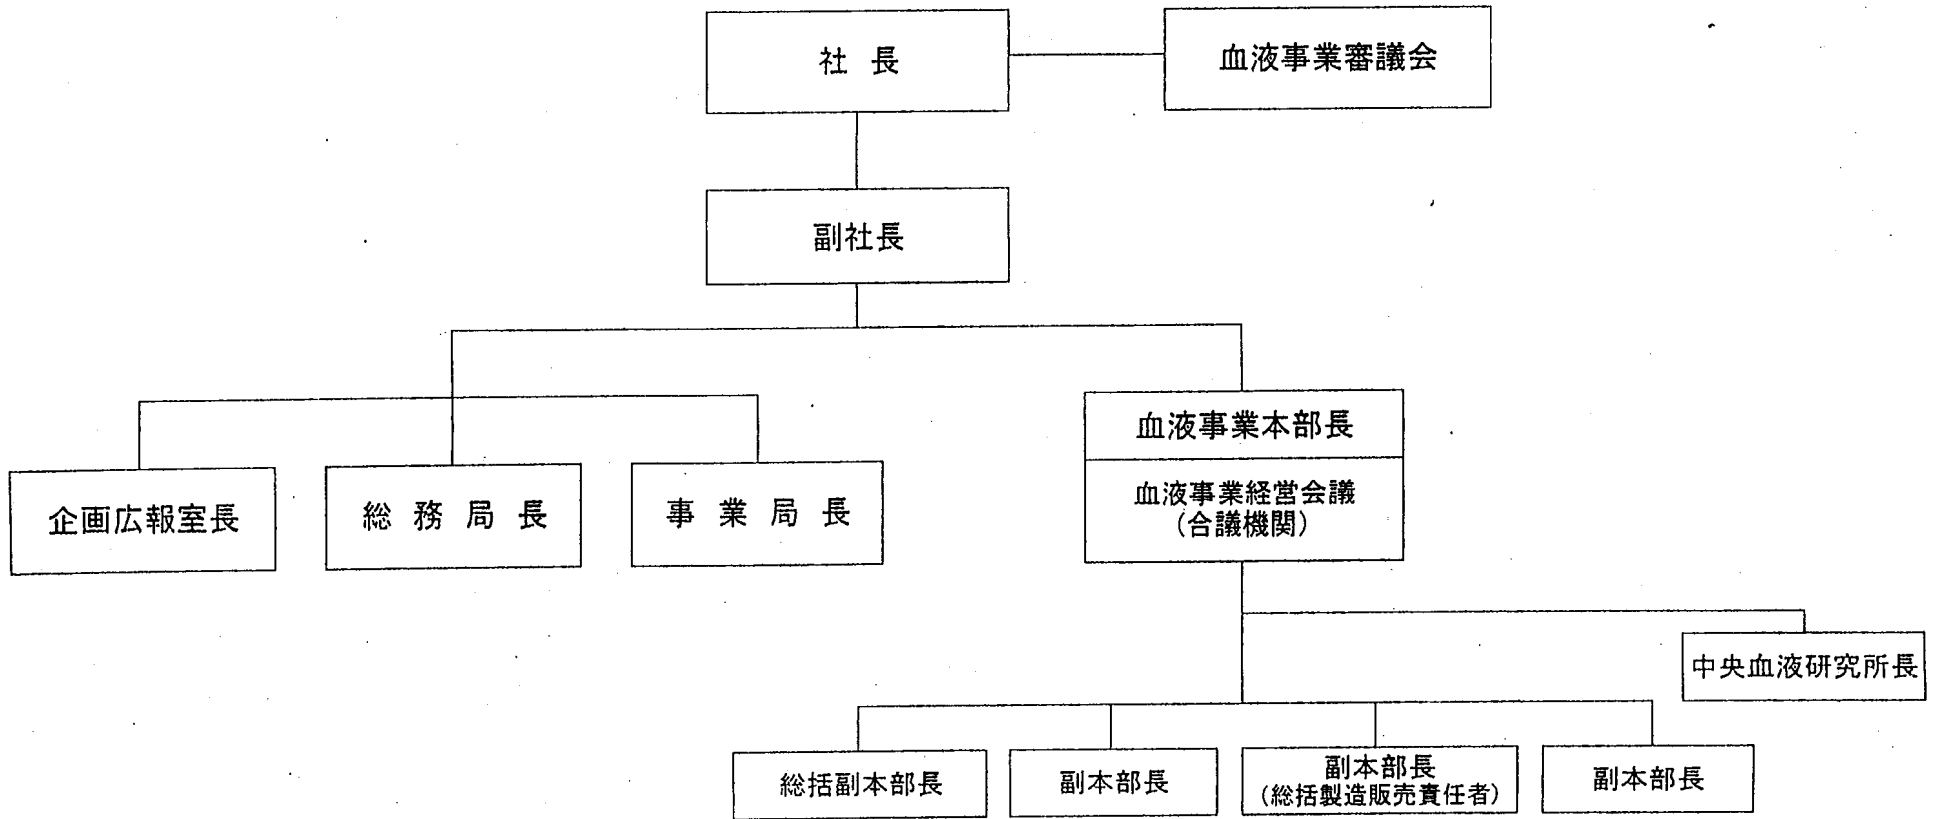 社 長
血液事業審議会
副社長
血液事業本部長
血液事業経営会議
(合議機関)
企画広報室長
総 務 局 長
事 業 局 長
中央血液研究所長
総括副本部長
副本部長
副本部長
(総括製造販売責任者)
副本部長